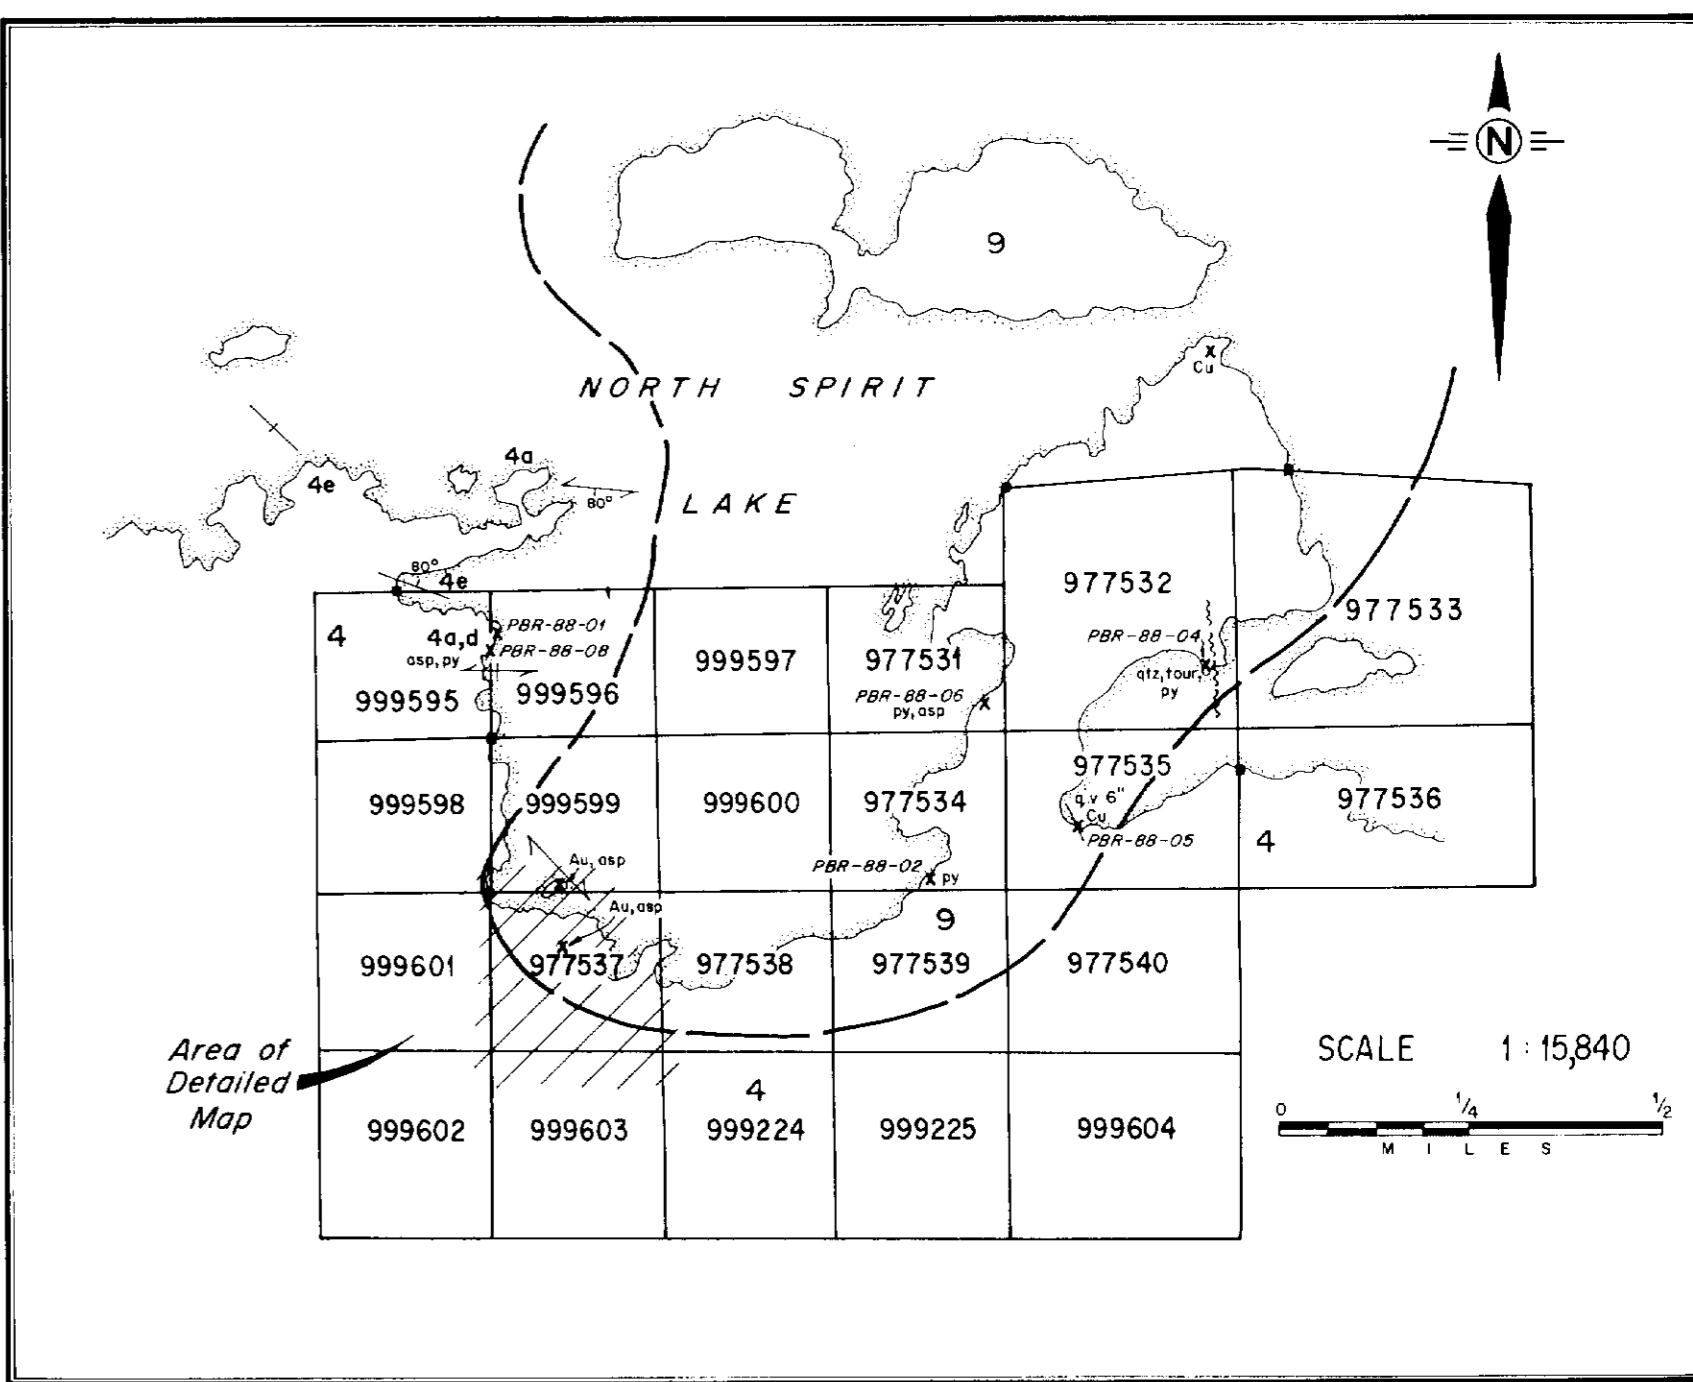 N
9
Cu
NORTH SPIRIT
LAKE
4a
4e
80°
80°
4e
977532
977533
4
4a,d
asp,py
PBR-88-01
PBR-88-08
999595
999596
999597
977531
PBR-88-06
py,asp
PBR-88-04
qtz,tour,
py
999598
999599
999600
977534
977535
q.v 6"
Cu
PBR-88-05
977536
4
Au,asp
Au,asp
PBR-88-02
py
9
999601
977537
977538
977539
977540
Area of
Detailed
Map
SCALE 1 : 15,840
0 1/4 1/2
MILES
4
999602
999603
999224
999225
999604